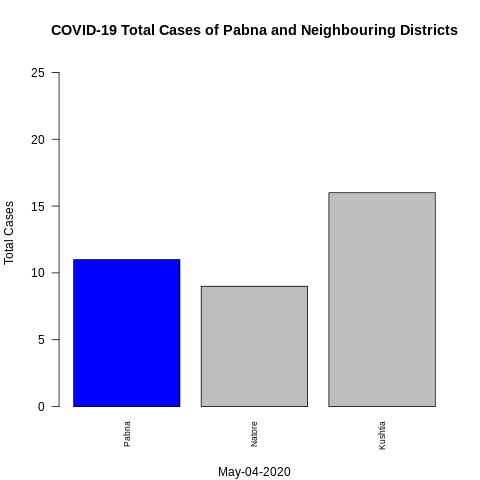 COVID-19 Total Cases of Pabna and Neighbouring Districts
25
20
15
10
5
0
Total Cases
Pabna
Natore
Kushtia
May-04-2020